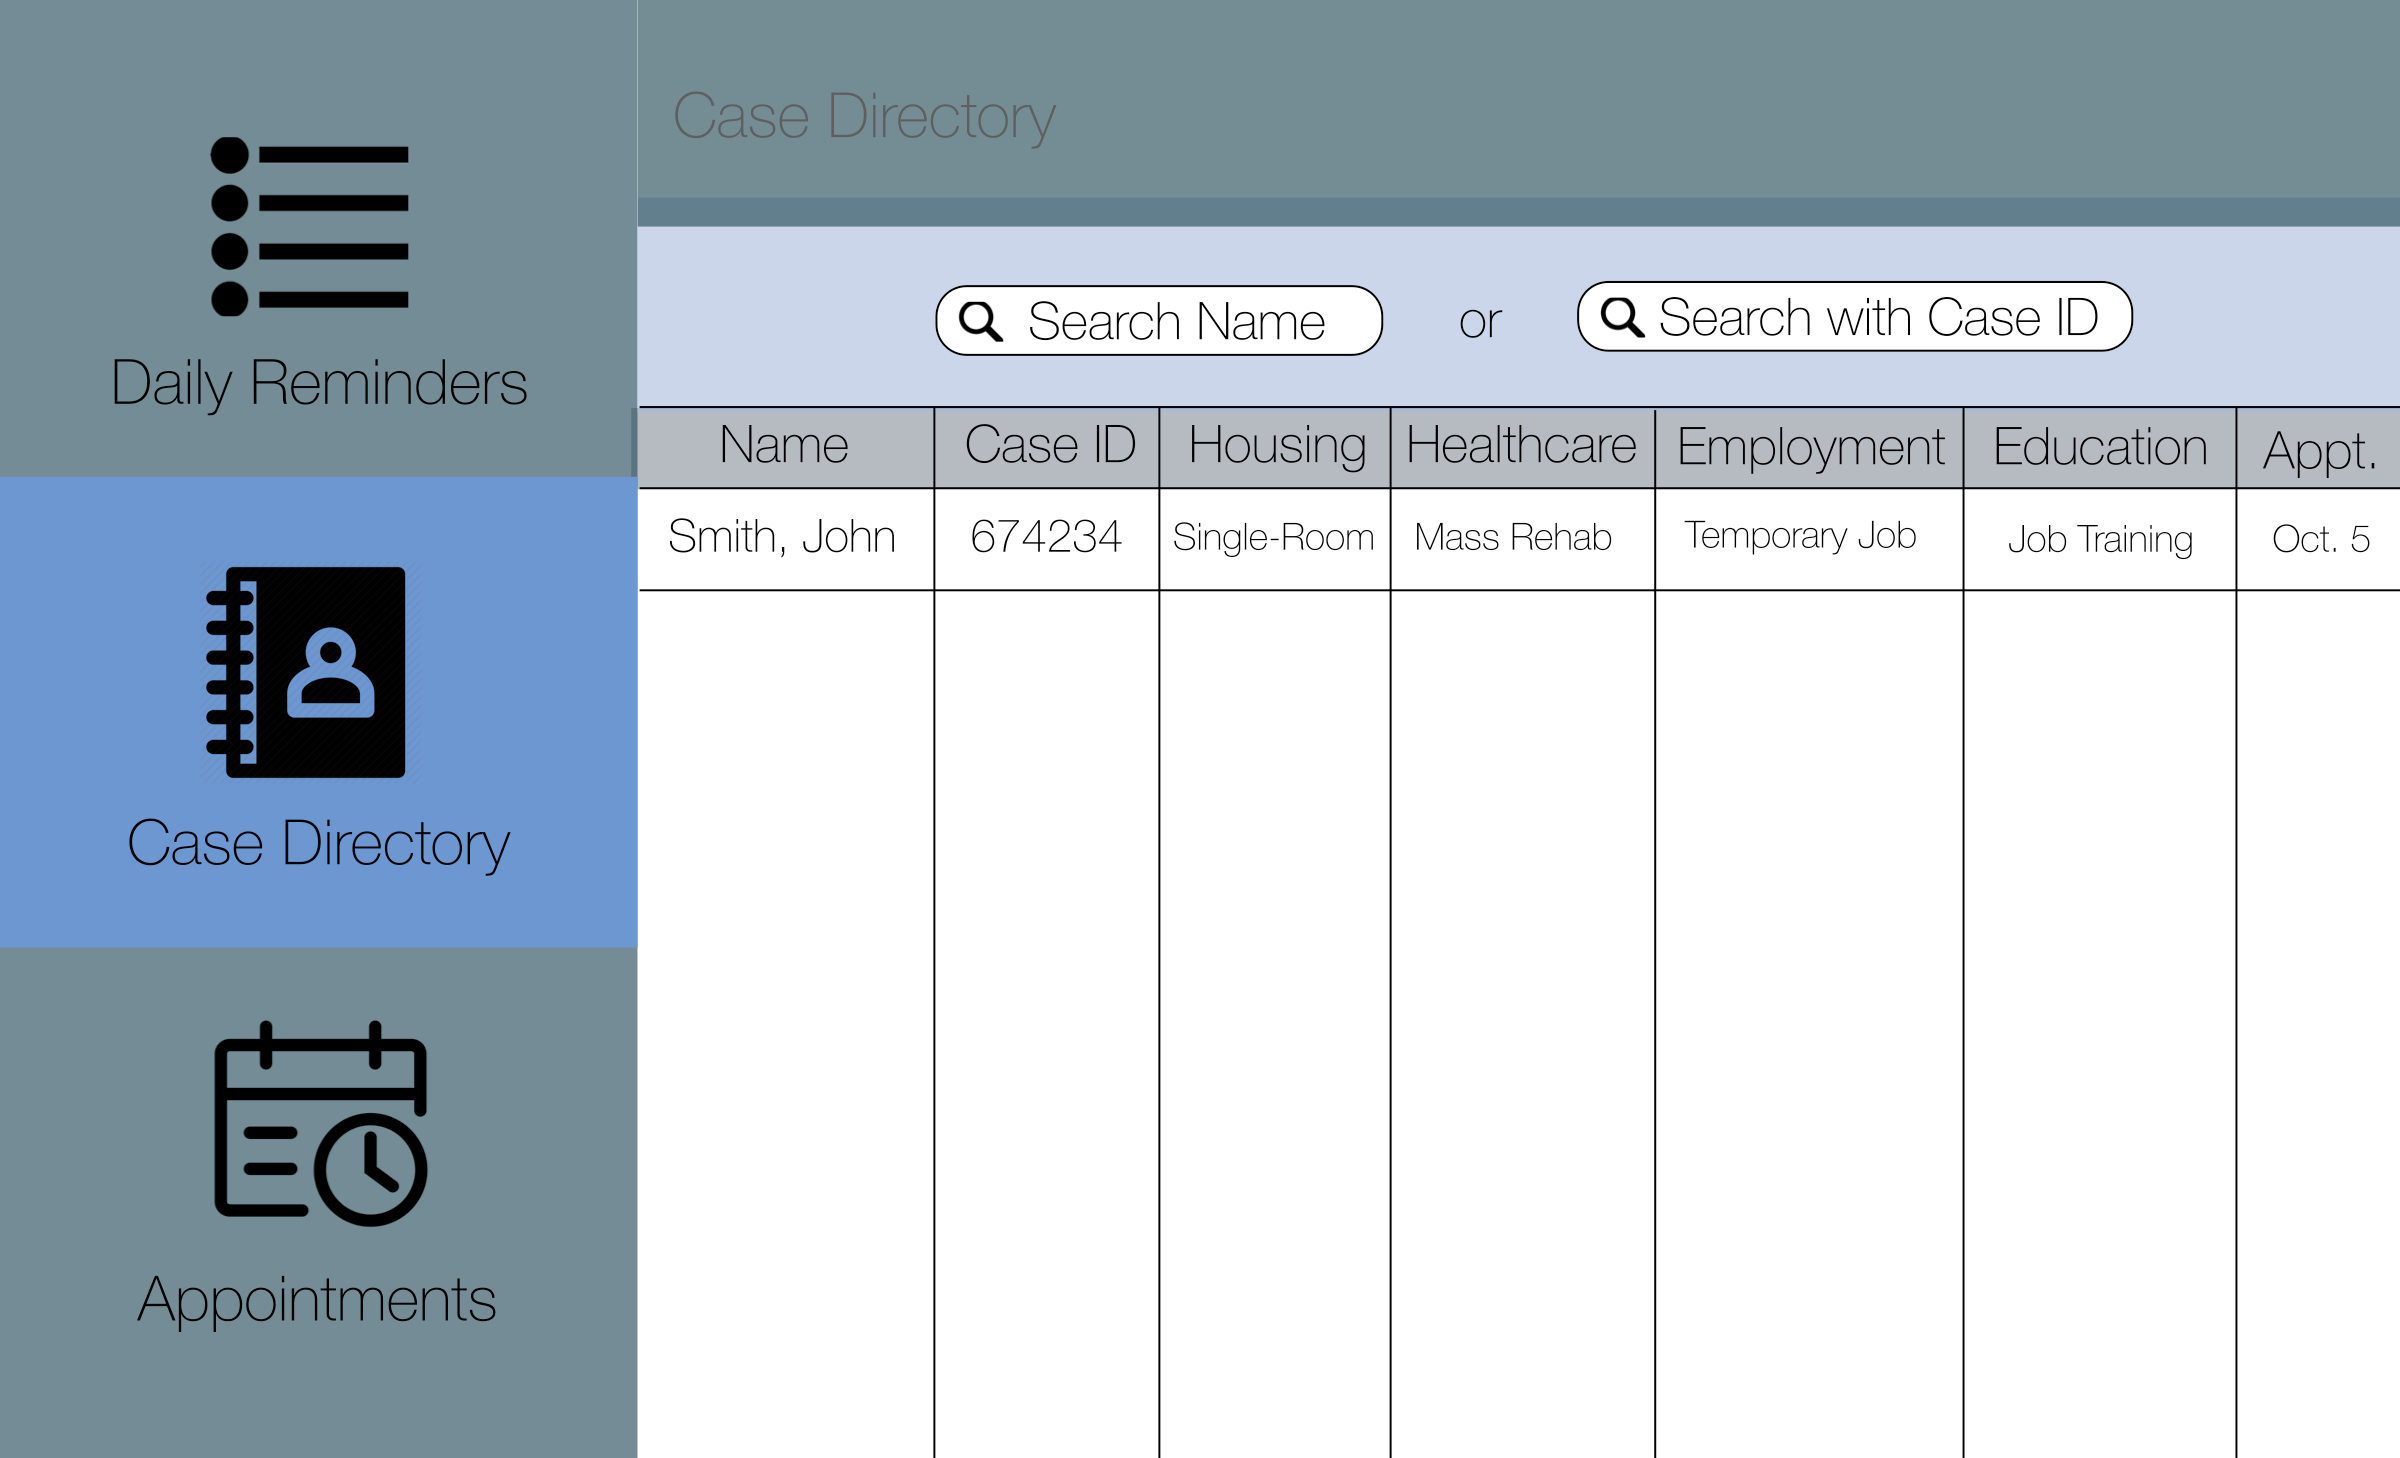 Daily Reminders
Case Directory
Appointments
Case Directory
Search Name or Search with Case ID
Name Case ID Housing Healthcare Employment Education Appt.
Smith, John 674234 Single-Room Mass Rehab Temporary Job Job Training Oct. 5